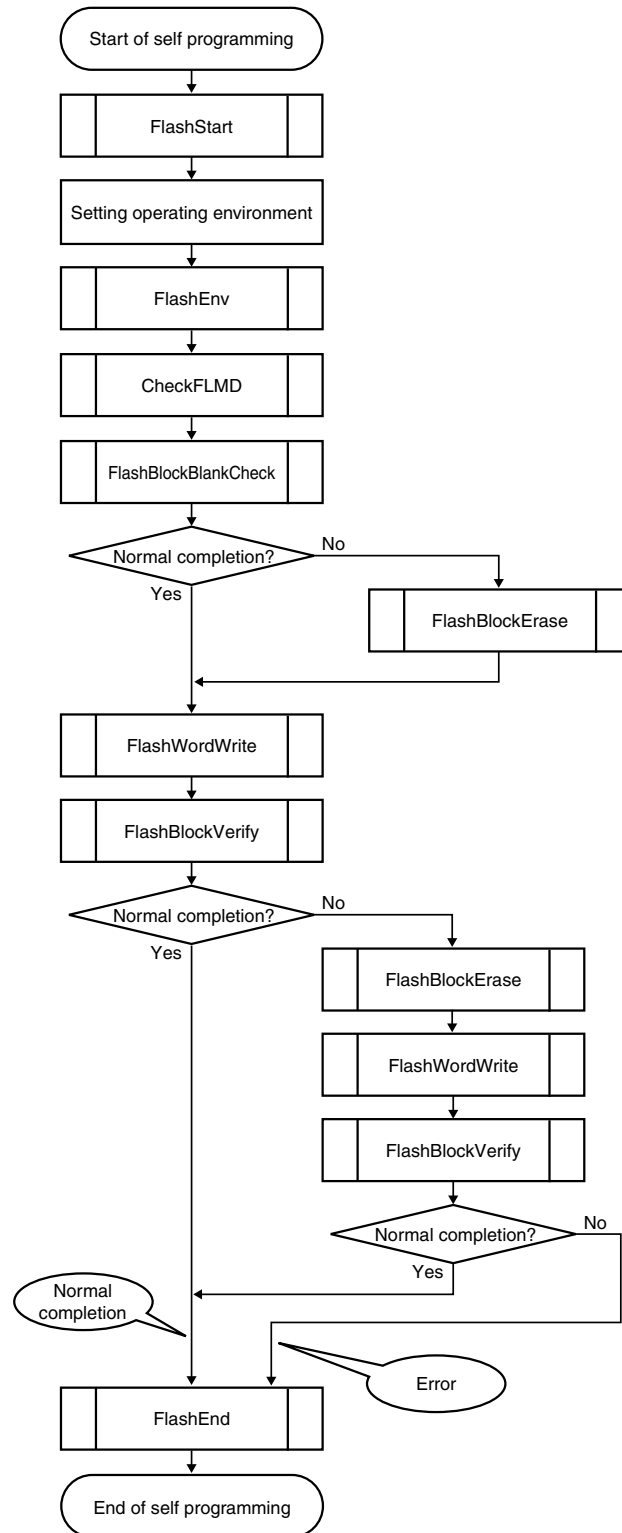 Start of self programming
FlashStart
Setting operating environment
FlashEnv
CheckFLMD
FlashBlockBlankCheck
Normal completion?
No
Yes
FlashBlockErase
FlashWordWrite
FlashBlockVerify
Normal completion?
No
Yes
FlashBlockErase
FlashWordWrite
FlashBlockVerify
Normal completion?
No
Yes
Normal
completion
Error
FlashEnd
End of self programming